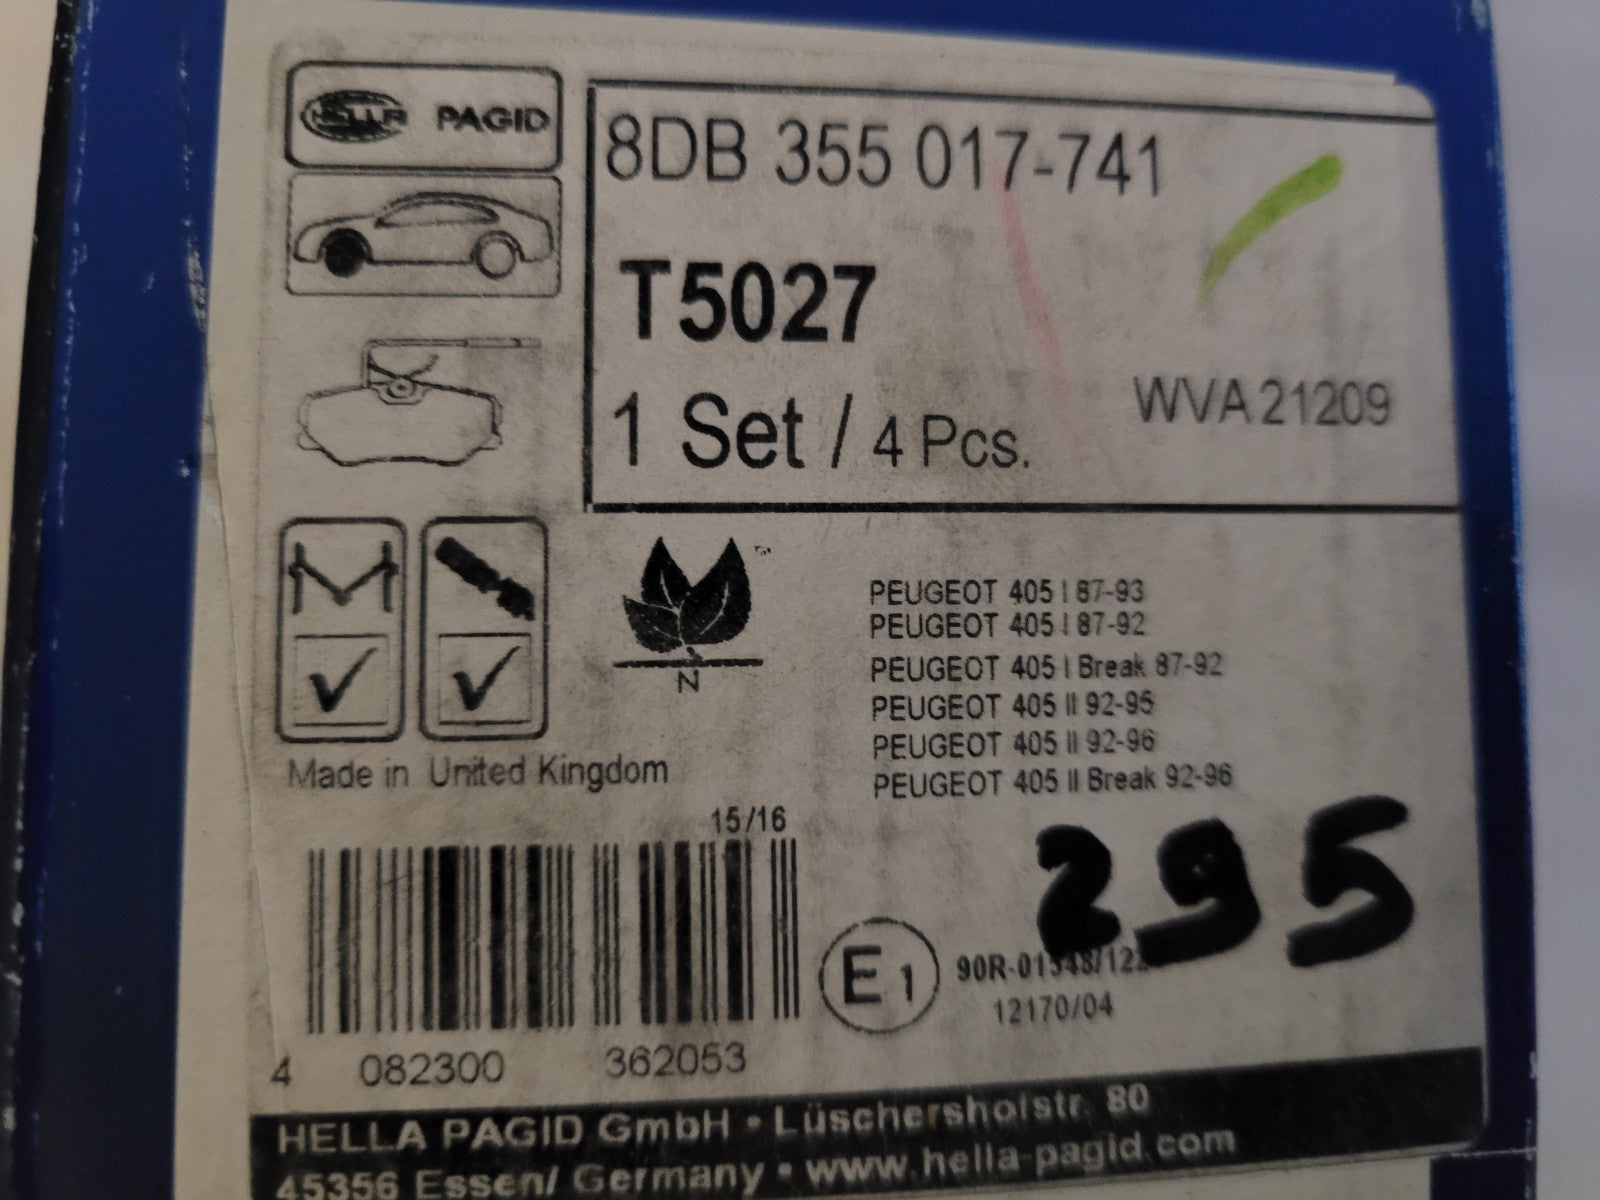 HELLA PAGID
8DB 355 017-741
T5027
1 Set / 4 Pcs.
WVA 21209
TM
N
PEUGEOT 405 I 87-93
PEUGEOT 405 I 87-92
PEUGEOT 405 I Break 87-92
PEUGEOT 405 II 92-95
PEUGEOT 405 II 92-96
PEUGEOT 405 II Break 92-96
Made in United Kingdom
15/16
295
E1
12170/04
4 082300 362053
HELLA PAGID GmbH • Lüschershofstr. 80
45356 Essen/ Germany • www.hella-pagid.com